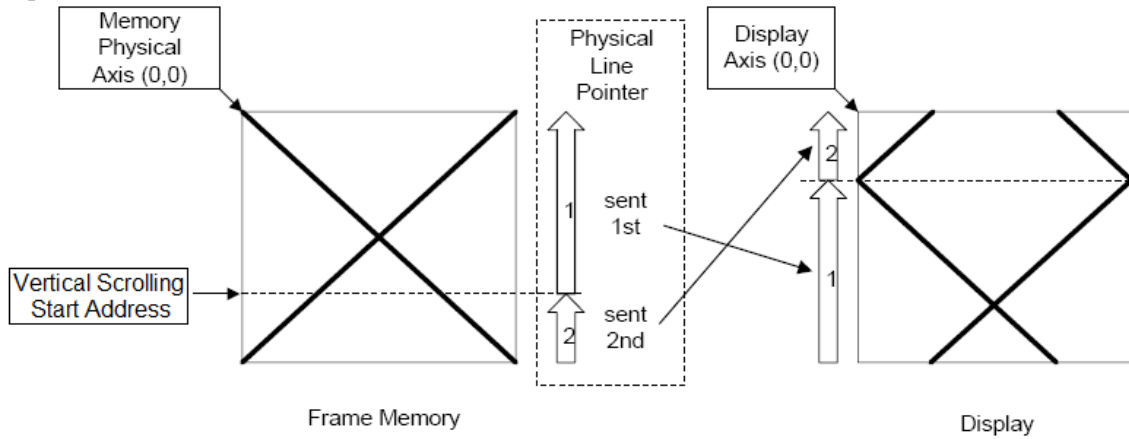 Memory
Physical
Axis (0,0)
Physical
Line
Pointer
Display
Axis (0,0)
1
2
sent
1st
sent
2nd
2
1
Vertical Scrolling
Start Address
Frame Memory
Display